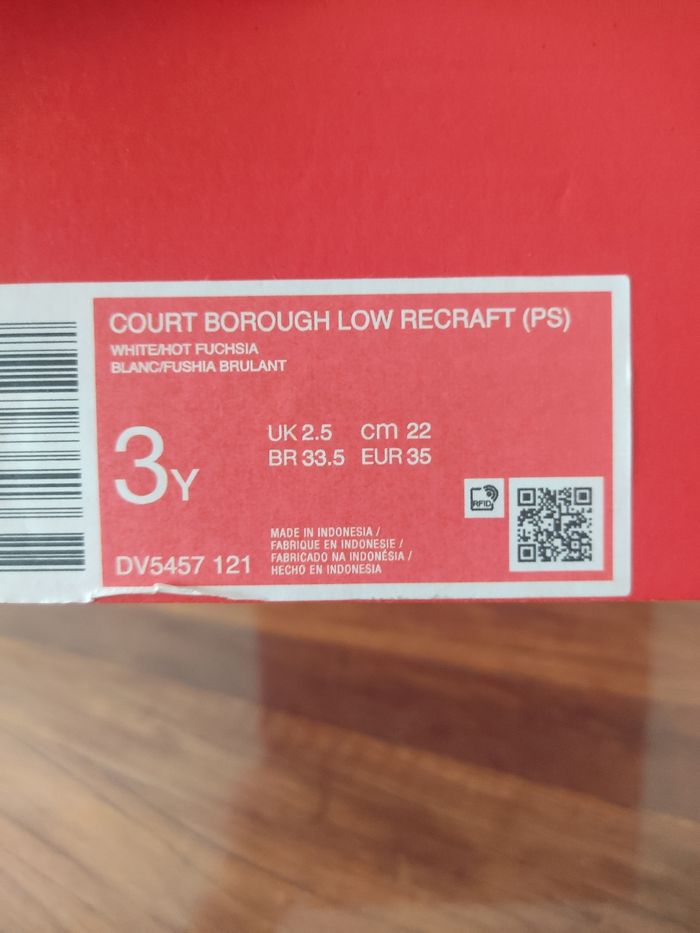 COURT BOROUGH LOW RECRAFT (PS)
WHITE/HOT FUCHSIA
BLANC/FUSHIA BRULANT
3Y
UK 2.5 cm 22
BR 33.5 EUR 35
RFID
DV5457 121
MADE IN INDONESIA /
FABRIQUE EN INDONESIE /
FABRICADO NA INDONÉSIA /
HECHO EN INDONESIA